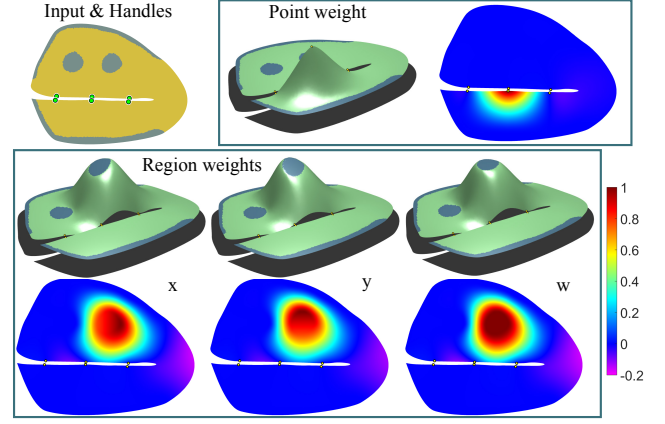 Input & Handles
Point weight
Region weights
x
y
w
1
0.8
0.6
0.4
0.2
0
-0.2